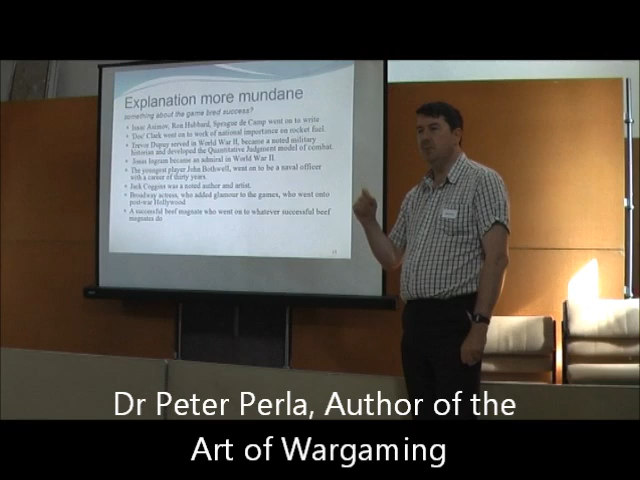 Explanation more mundane
something about the game bred success?
Isaac Asimov, Ron Hubbard, Sprague de Camp went on to write
'Doc' Clark went on to work of national importance on rocket fuel.
Trevor Dupuy served in World War II, became a noted military
historian and developed the Quantitative Judgment model of combat.
Jonas Ingram became an admiral in World War II.
The youngest player John Bothwell, went on to be a naval officer
with a career of thirty years.
Jack Coggins was a noted author and artist.
Broadway actress, who added glamour to the games, who went onto
post-war Hollywood
A successful beef magnate who went on to whatever successful beef
magnates do
Dr Peter Perla, Author of the
Art of Wargaming